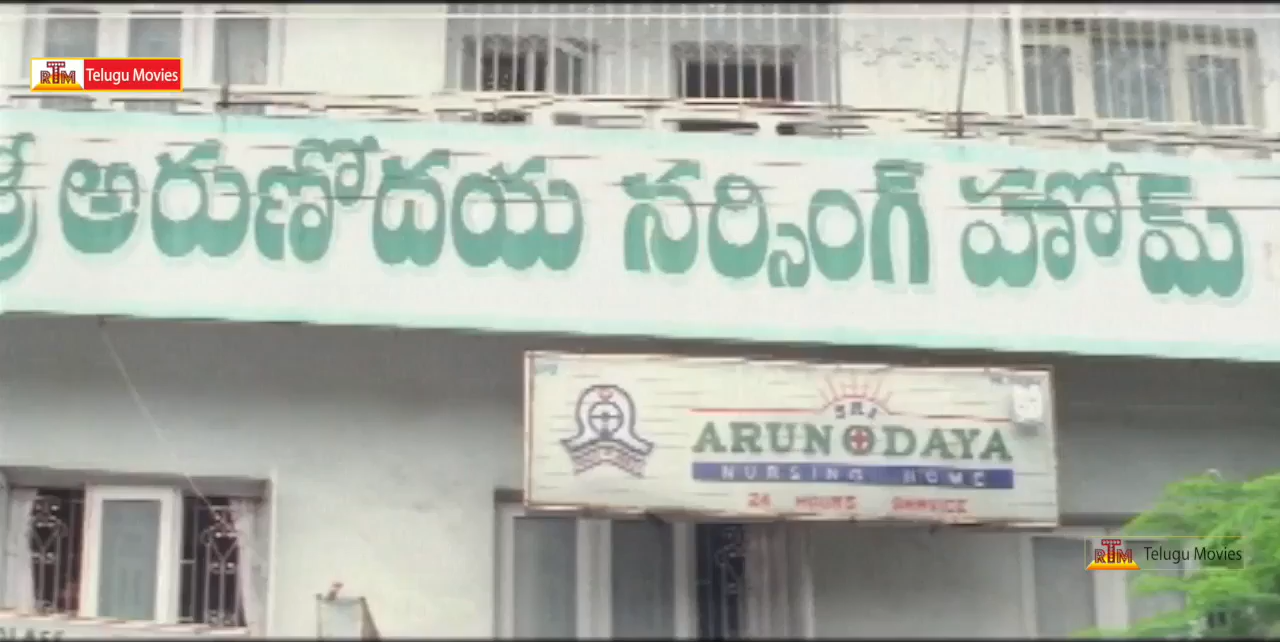 RTM Telugu Movies
శ్రీ అరుణోదయ నర్సింగ్ హోమ్
SRI
ARUNODAYA
NURSING HOME
24 HOURS SERVICE
RTM Telugu Movies